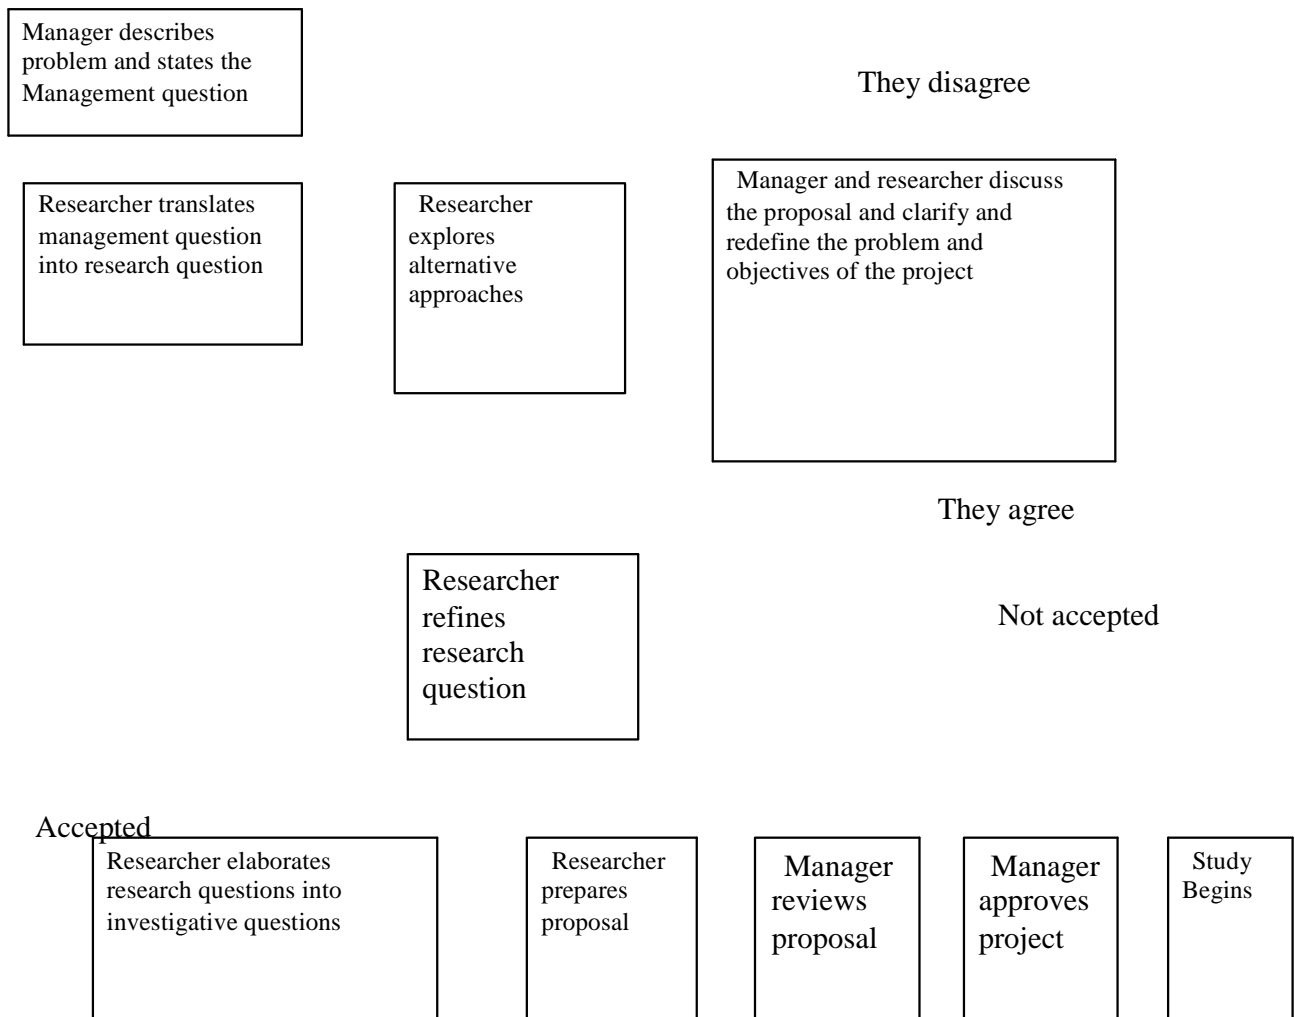 Manager describes
problem and states the
Management question
They disagree
Researcher translates
management question
into research question
Researcher
explores
alternative
approaches
Manager and researcher discuss
the proposal and clarify and
redefine the problem and
objectives of the project
They agree
Researcher
refines
research
question
Not accepted
Accepted
Researcher elaborates
research questions into
investigative questions
Researcher
prepares
proposal
Manager
reviews
proposal
Manager
approves
project
Study
Begins